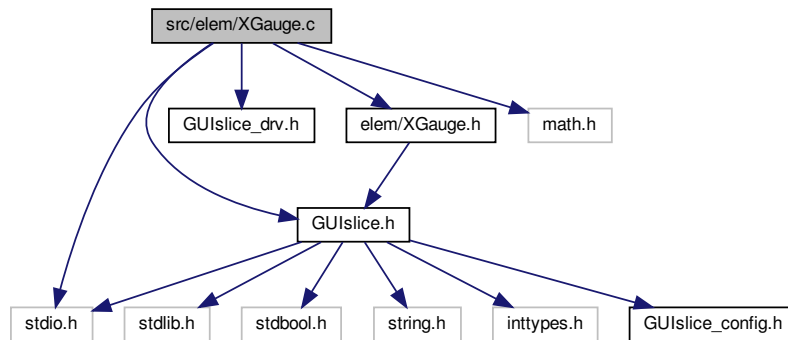 src/elem/XGauge.c
GUIslice_drv.h
elem/XGauge.h
math.h
GUIslice.h
stdio.h
stdlib.h
stdbool.h
string.h
inttypes.h
GUIslice_config.h